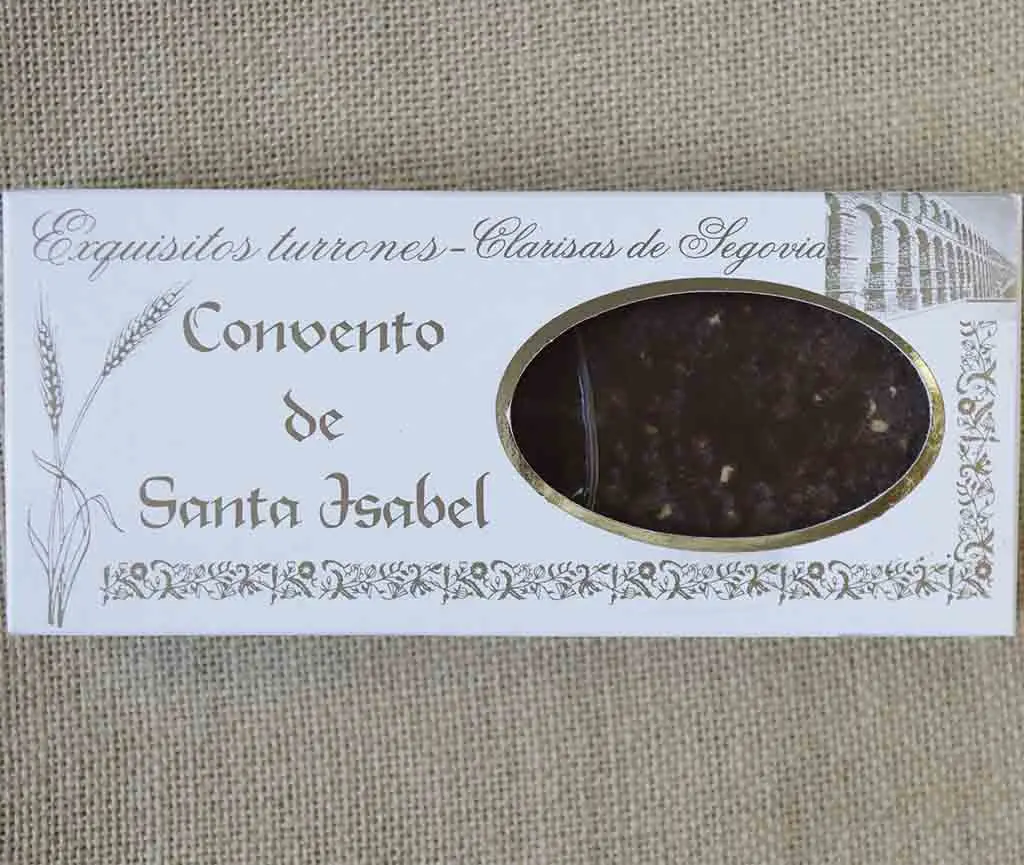 Exquisitos turrones - Clarisas de Segovia
Convento
de
Santa Isabel